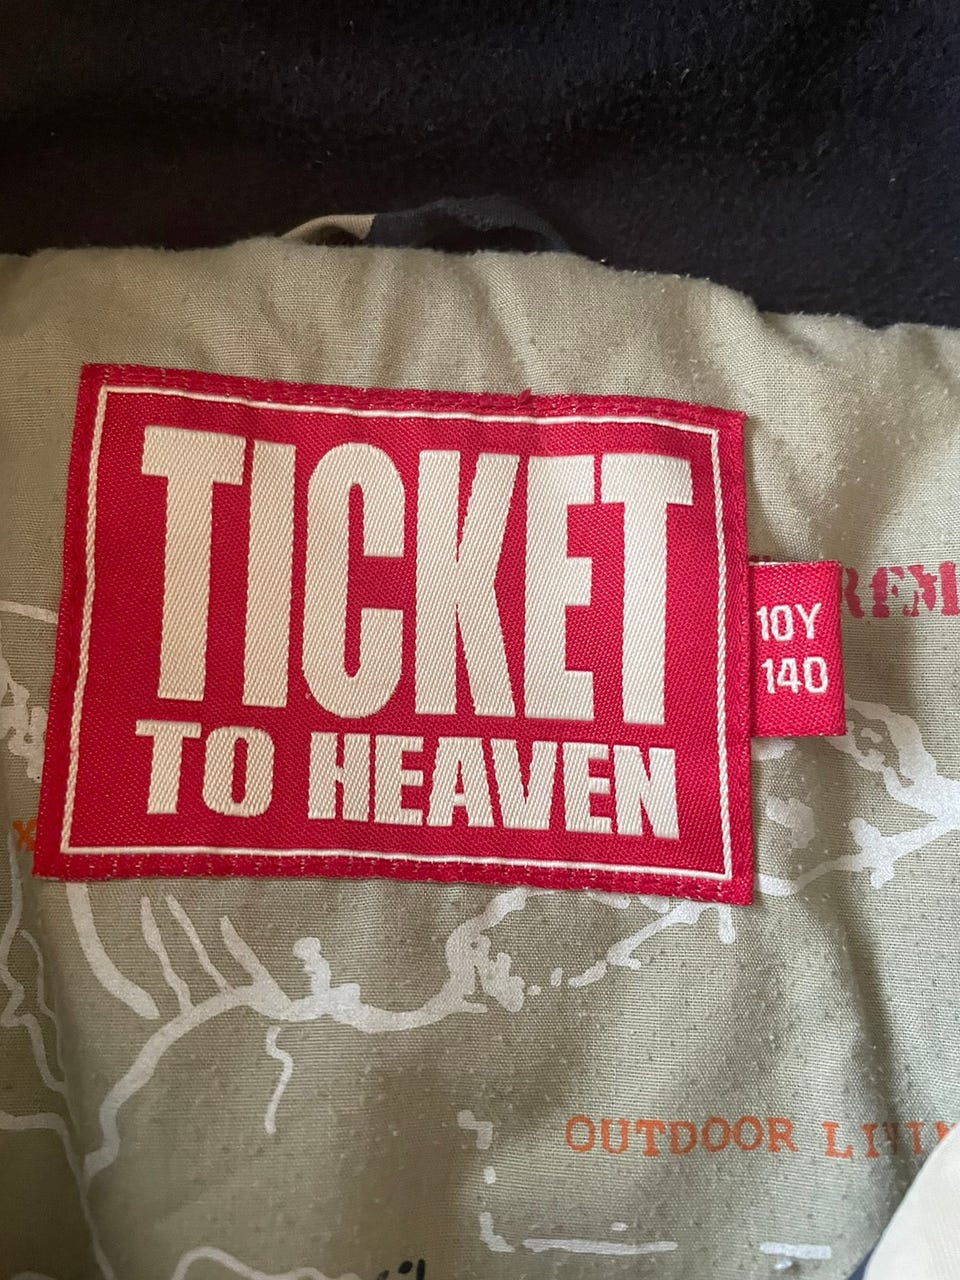 TICKET
TO HEAVEN
10Y
140
OUTDOOR